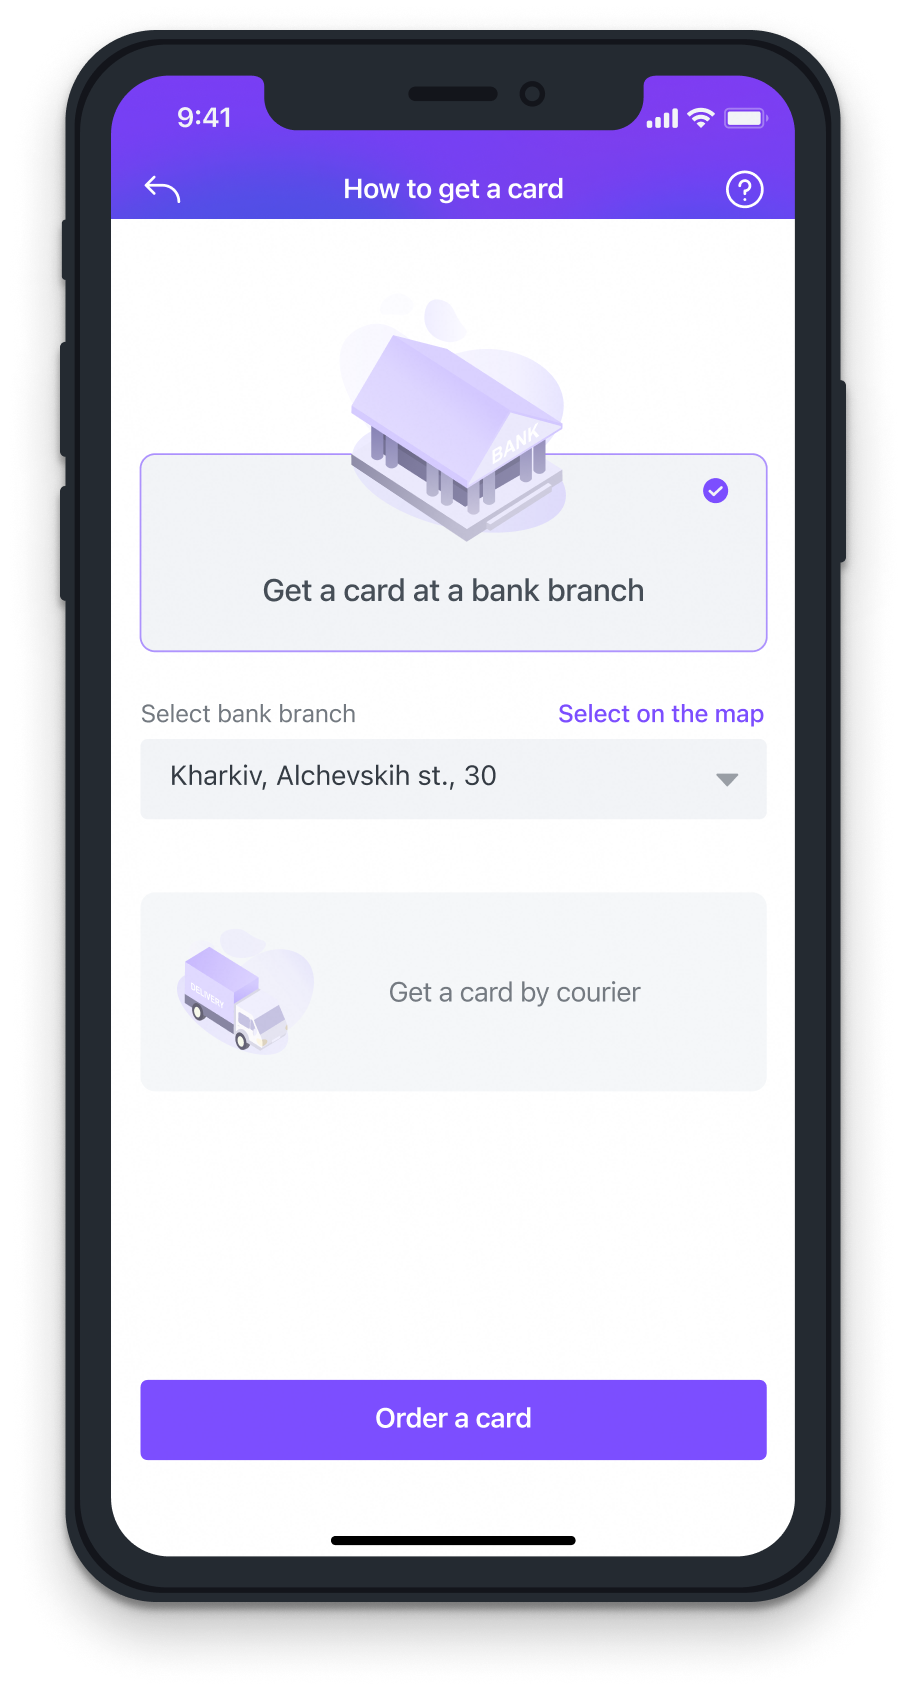 9:41
How to get a card
BANK
Get a card at a bank branch
Select bank branch
Select on the map
Kharkiv, Alchevskih st., 30
DELIVERY
Get a card by courier
Order a card